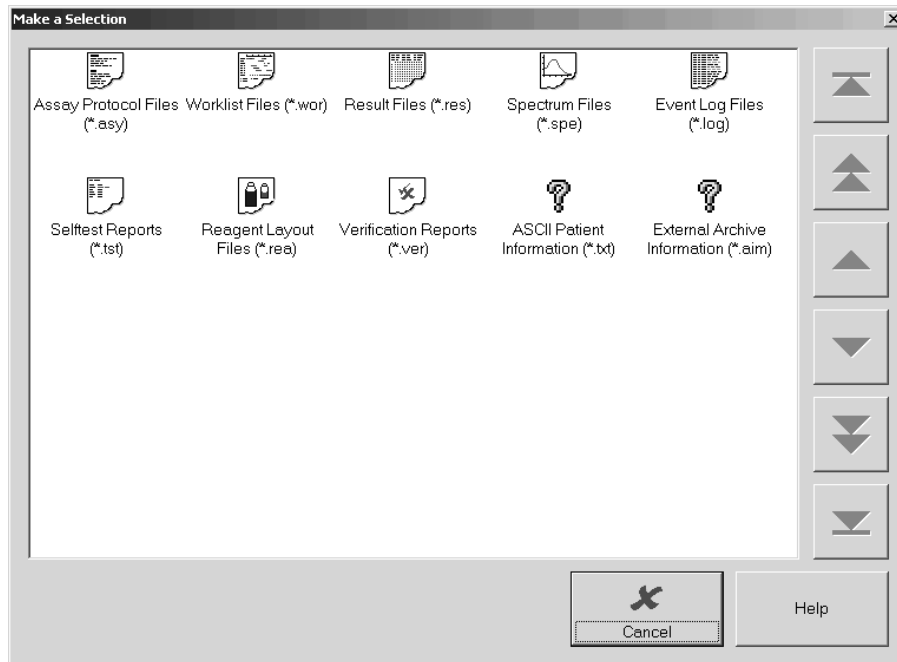 Make a Selection
Assay Protocol Files
(*.asy)
Worklist Files (*.wor)
Result Files (*.res)
Spectrum Files
(*.spe)
Event Log Files
(*.log)
Selftest Reports
(*.tst)
Reagent Layout
Files (*.rea)
Verification Reports
(*.ver)
ASCII Patient
Information (*.txt)
External Archive
Information (*.aim)
Cancel
Help